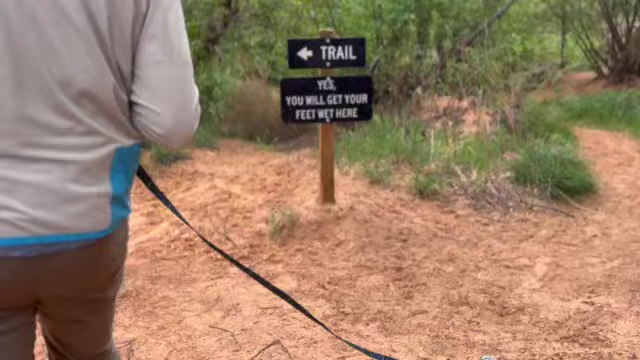 ← TRAIL
YES,
YOU WILL GET YOUR
FEET WET HERE